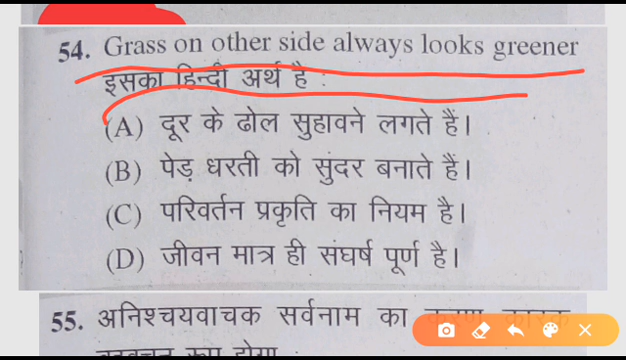 54. Grass on other side always looks greener
इसका हिन्दी अर्थ है :
(A) दूर के ढोल सुहावने लगते हैं।
(B) पेड़ धरती को सुंदर बनाते हैं।
(C) परिवर्तन प्रकृति का नियम है।
(D) जीवन मात्र ही संघर्ष पूर्ण है।
55. अनिश्चयवाचक सर्वनाम का